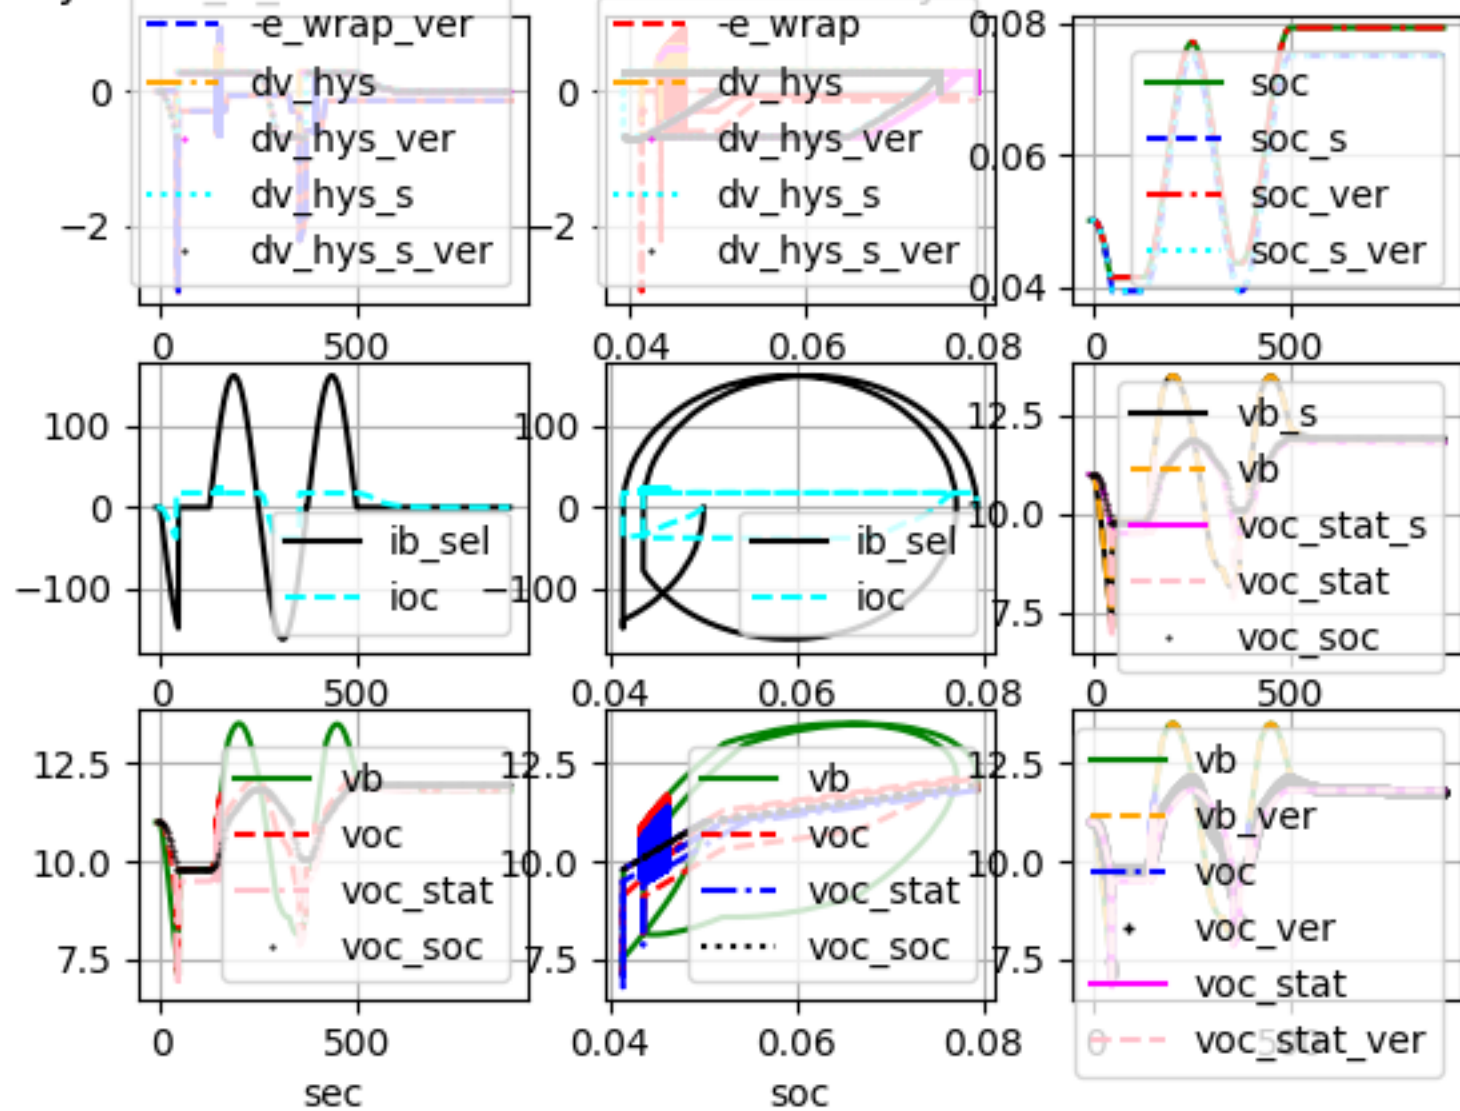 -e_wrap_ver
dv_hys
dv_hys_ver
dv_hys_s
dv_hys_s_ver
0
−2
0
500
-e_wrap
dv_hys
dv_hys_ver
dv_hys_s
dv_hys_s_ver
0
−2
0.04
0.06
0.08
soc
soc_s
soc_ver
soc_s_ver
0.08
0.06
0.04
0
500
100
0
−100
ib_sel
ioc
0
500
100
0
−100
ib_sel
ioc
0.04
0.06
0.08
12.5
10.0
7.5
vb_s
vb
voc_stat_s
voc_stat
voc_soc
0
500
12.5
10.0
7.5
vb
voc
voc_stat
voc_soc
0
500
sec
12.5
10.0
7.5
vb
voc
voc_stat
voc_soc
0.04
0.06
0.08
soc
12.5
10.0
7.5
vb
vb_ver
voc
voc_ver
voc_stat
voc_stat_ver
0
500